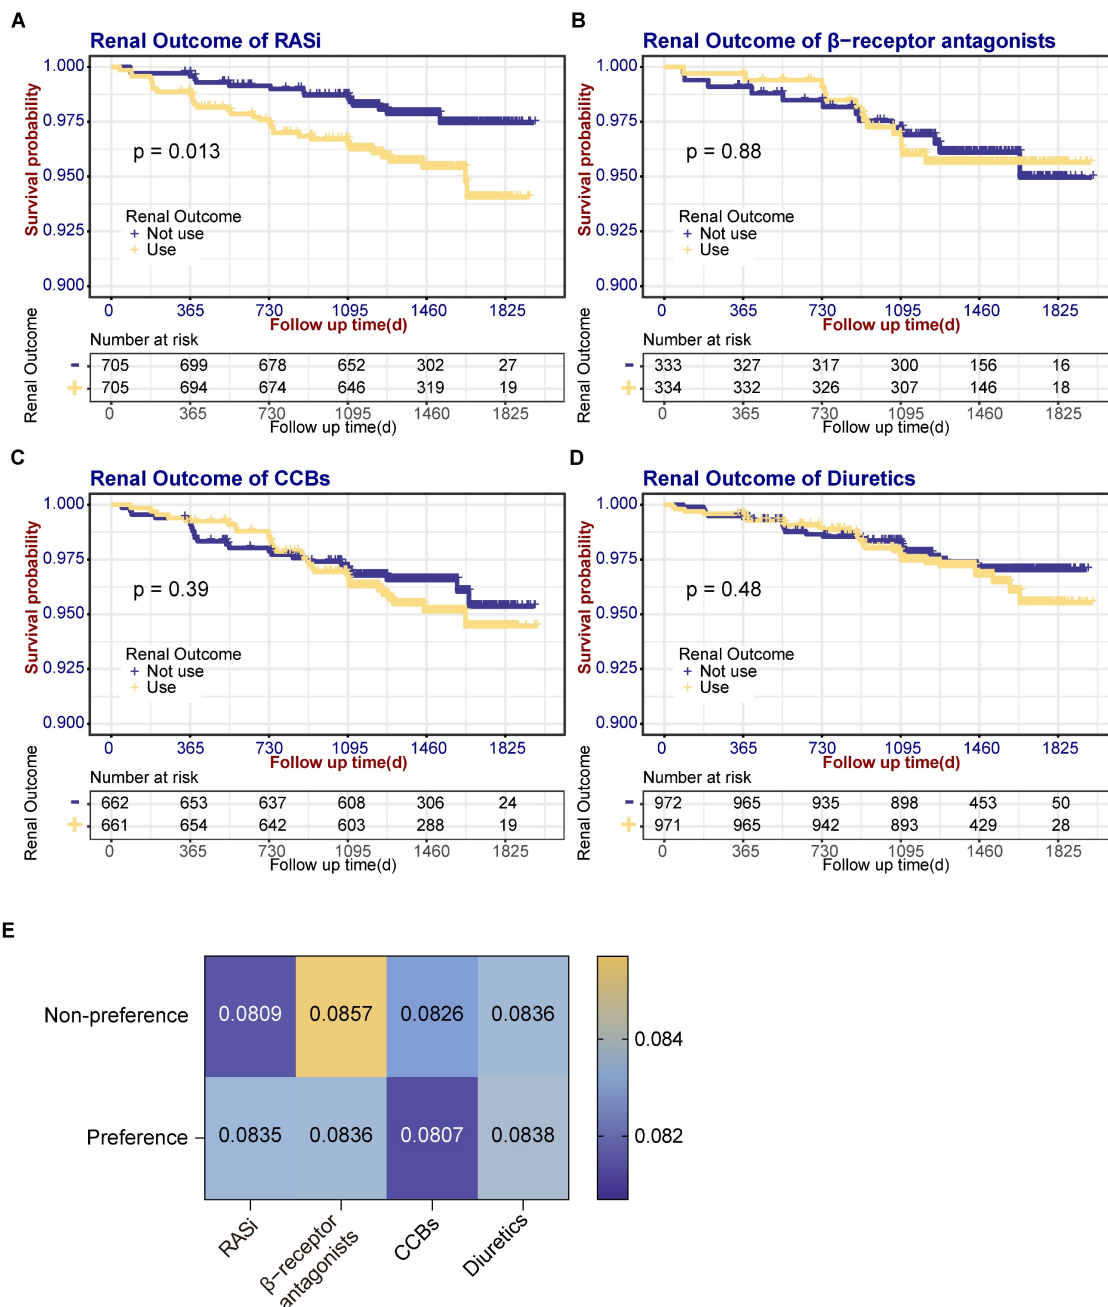 A
Renal Outcome of RASi
Survival probability
1.000
0.975
0.950
0.925
0.900
p = 0.013
Renal Outcome
+ Not use
+ Use
0 365 730 1095 1460 1825
Follow up time(d)
Renal Outcome
Number at risk
- 705 699 678 652 302 27
+ 705 694 674 646 319 19
0 365 730 1095 1460 1825
Follow up time(d)
B
Renal Outcome of β−receptor antagonists
Survival probability
1.000
0.975
0.950
0.925
0.900
p = 0.88
Renal Outcome
+ Not use
+ Use
0 365 730 1095 1460 1825
Follow up time(d)
Renal Outcome
Number at risk
- 333 327 317 300 156 16
+ 334 332 326 307 146 18
0 365 730 1095 1460 1825
Follow up time(d)
C
Renal Outcome of CCBs
Survival probability
1.000
0.975
0.950
0.925
0.900
p = 0.39
Renal Outcome
+ Not use
+ Use
0 365 730 1095 1460 1825
Follow up time(d)
Renal Outcome
Number at risk
- 662 653 637 608 306 24
+ 661 654 642 603 288 19
0 365 730 1095 1460 1825
Follow up time(d)
D
Renal Outcome of Diuretics
Survival probability
1.000
0.975
0.950
0.925
0.900
p = 0.48
Renal Outcome
+ Not use
+ Use
0 365 730 1095 1460 1825
Follow up time(d)
Renal Outcome
Number at risk
- 972 965 935 898 453 50
+ 971 965 942 893 429 28
0 365 730 1095 1460 1825
Follow up time(d)
E
Non-preference 0.0809 0.0857 0.0826 0.0836
Preference 0.0835 0.0836 0.0807 0.0838
0.084
0.082
RASi
β-receptor
antagonists
CCBs
Diuretics